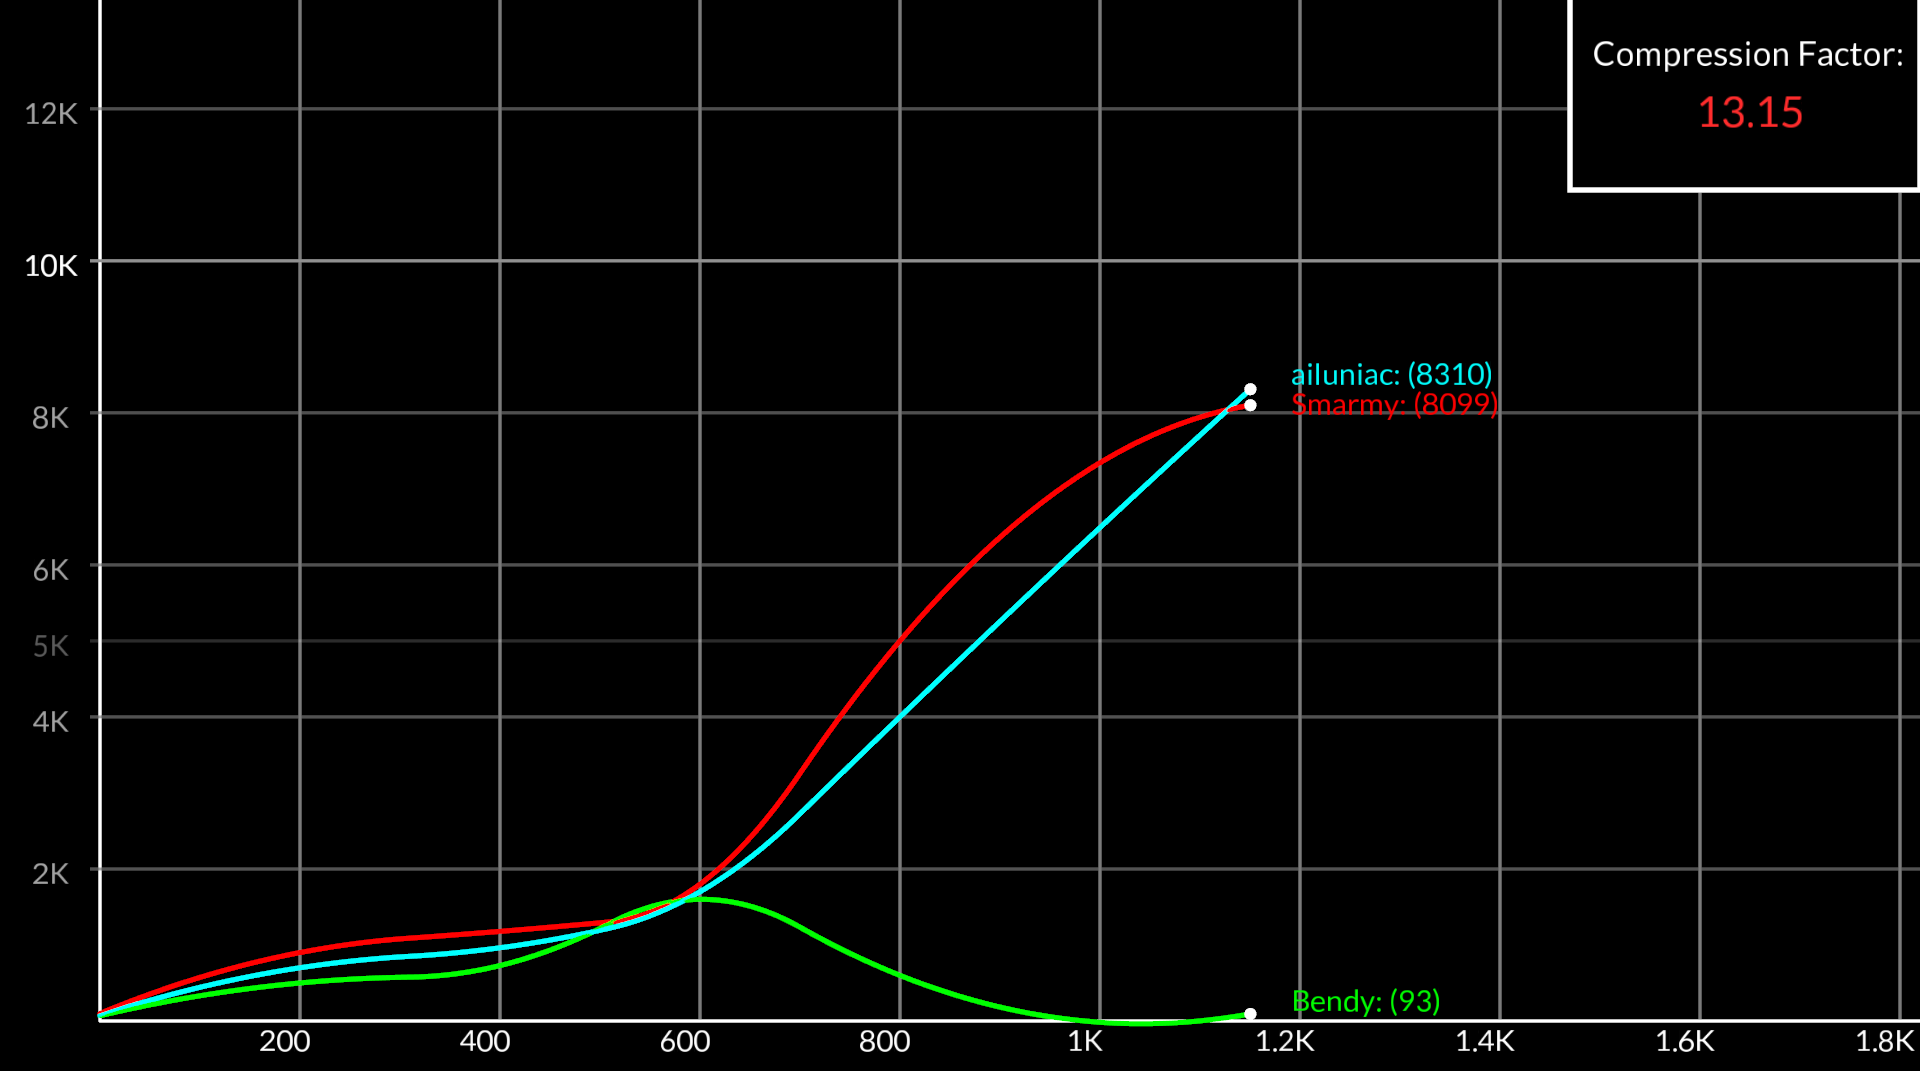 Compression Factor:
13.15
12K
10K
8K
6K
5K
4K
2K
ailuniac: (8310)
Smarmy: (8099)
Bendy: (93)
200 400 600 800 1K 1.2K 1.4K 1.6K 1.8K